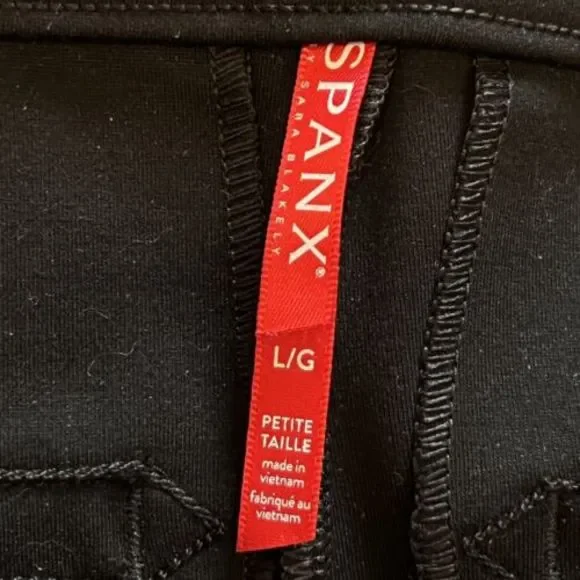 SPANX®
BY SARA BLAKELY
L/G
PETITE
TAILLE
made in
vietnam
fabriqué au
vietnam